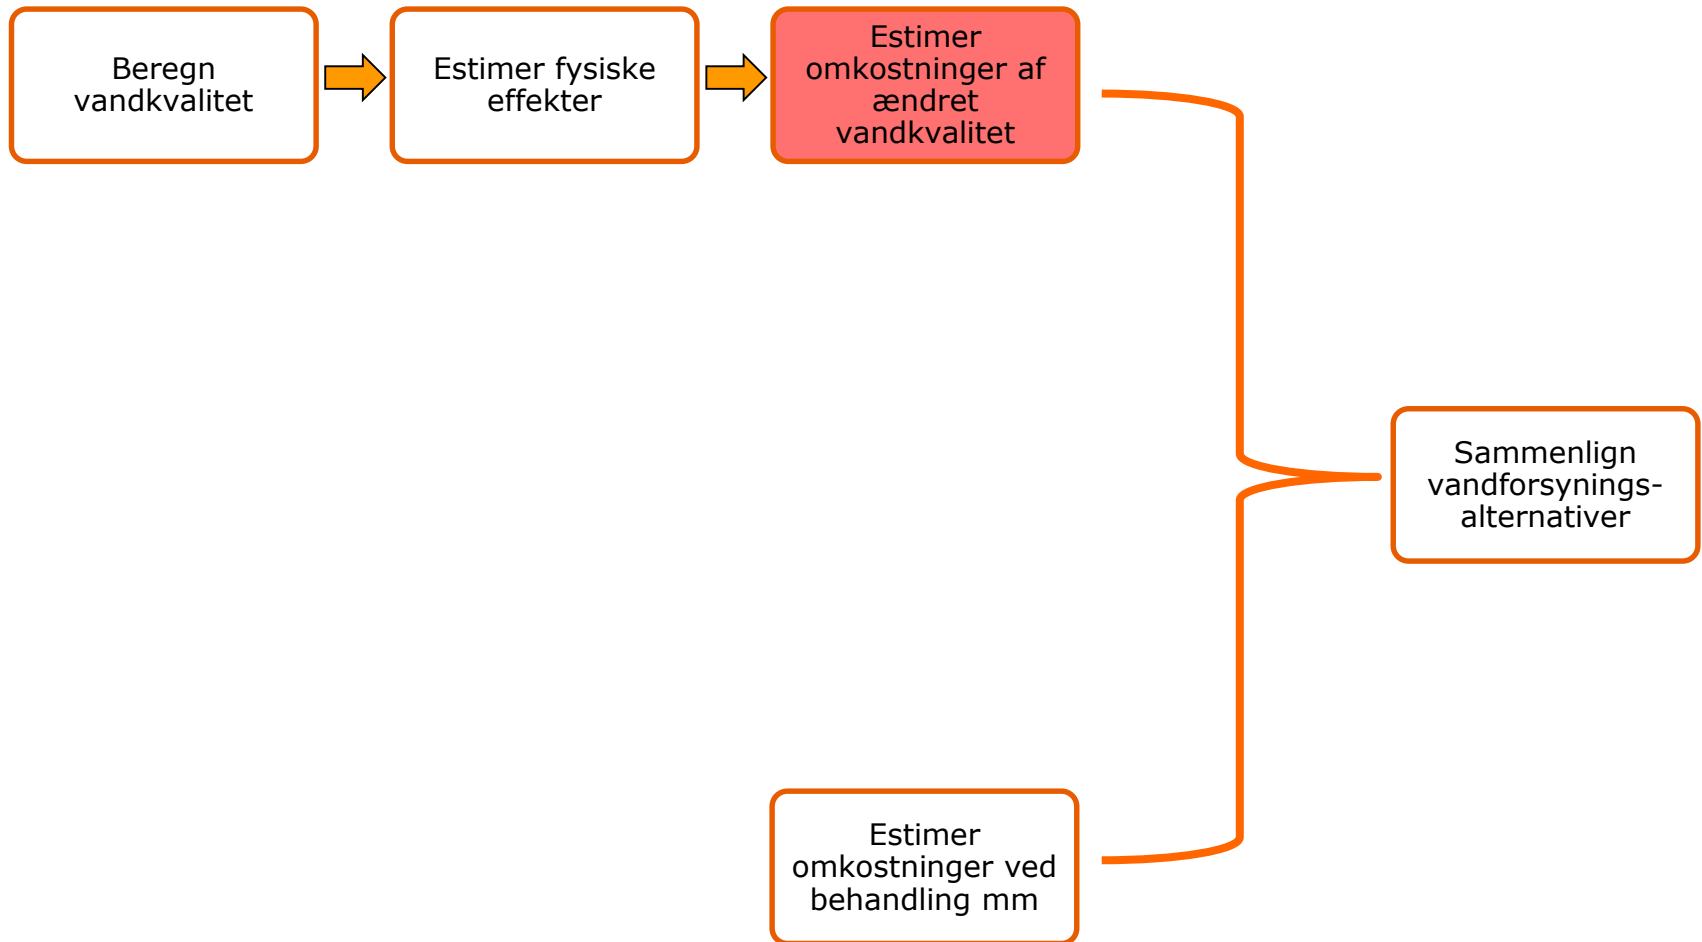 Beregn
vandkvalitet
Estimer fysiske
effekter
Estimer
omkostninger af
ændret
vandkvalitet
Sammenlign
vandforsynings-
alternativer
Estimer
omkostninger ved
behandling mm